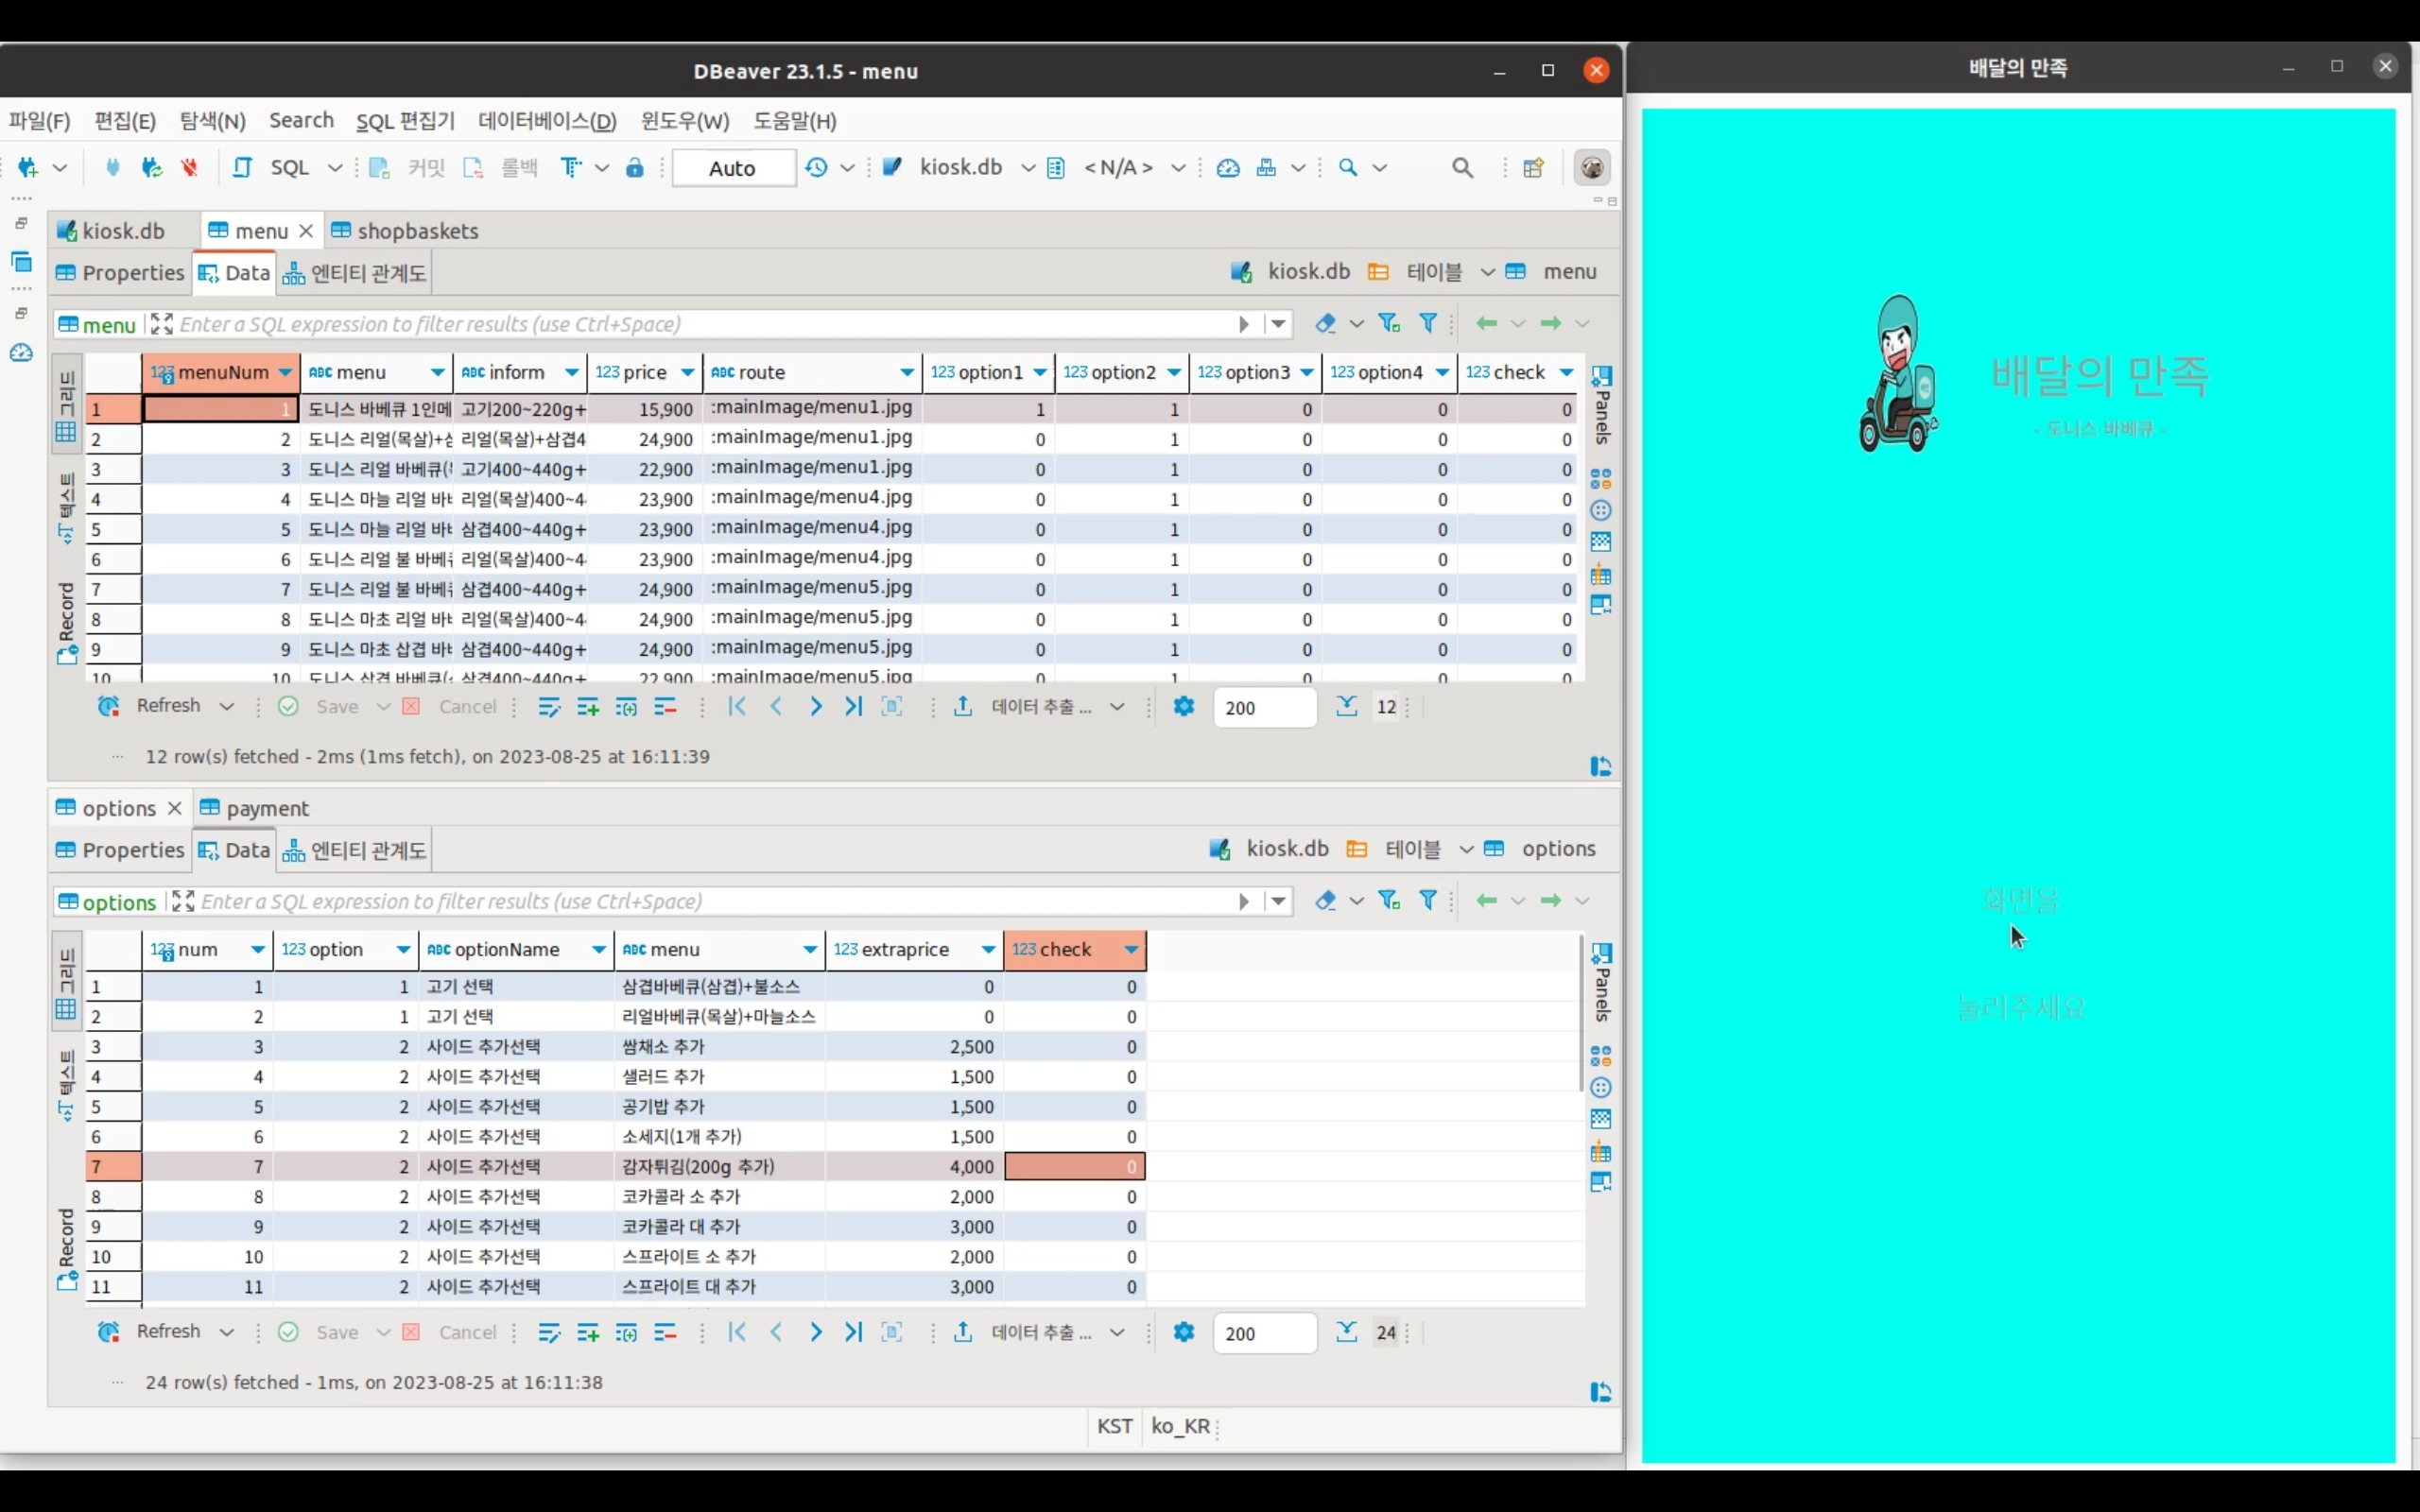 DBeaver 23.1.5 - menu
파일(F) 편집(E) 탐색(N) Search SQL 편집기 데이터베이스(D) 윈도우(W) 도움말(H)
SQL 커밋 롤백 Auto kiosk.db <N/A>
kiosk.db menu shopbaskets
Properties Data 엔티티 관계도 kiosk.db 테이블 menu
menu Enter a SQL expression to filter results (use Ctrl+Space)
그리드
텍스트
Record
Panels
123 menuNum ABC menu ABC inform 123 price ABC route 123 option1 123 option2 123 option3 123 option4 123 check
1 1 도니스 바베큐 1인메 고기200~220g+ 15,900 :mainImage/menu1.jpg 1 1 0 0 0
2 2 도니스 리얼(목살)+ 리얼(목살)+삼겹4 24,900 :mainImage/menu1.jpg 0 1 0 0 0
3 3 도니스 리얼 바베큐( 고기400~440g+ 22,900 :mainImage/menu1.jpg 0 1 0 0 0
4 4 도니스 마늘 리얼 바 리얼(목살)400~4 23,900 :mainImage/menu4.jpg 0 1 0 0 0
5 5 도니스 마늘 리얼 바 삼겹400~440g+ 23,900 :mainImage/menu4.jpg 0 1 0 0 0
6 6 도니스 리얼 불 바베큐 리얼(목살)400~4 23,900 :mainImage/menu4.jpg 0 1 0 0 0
7 7 도니스 리얼 불 바베큐 삼겹400~440g+ 24,900 :mainImage/menu5.jpg 0 1 0 0 0
8 8 도니스 마초 리얼 바 리얼(목살)400~4 24,900 :mainImage/menu5.jpg 0 1 0 0 0
9 9 도니스 마초 삼겹 바 삼겹400~440g+ 24,900 :mainImage/menu5.jpg 0 1 0 0 0
10 10 도니스 삼겹 바베큐( 삼겹400~440g+ 22,900 :mainImage/menu5.jpg 0 1 0 0 0
Refresh Save Cancel 데이터 추출 ... 200 12
... 12 row(s) fetched - 2ms (1ms fetch), on 2023-08-25 at 16:11:39
options payment
Properties Data 엔티티 관계도 kiosk.db 테이블 options
options Enter a SQL expression to filter results (use Ctrl+Space)
그리드
텍스트
Record
Panels
123 num 123 option ABC optionName ABC menu 123 extraprice 123 check
1 1 1 고기 선택 삼겹바베큐(삼겹)+불소스 0 0
2 2 1 고기 선택 리얼바베큐(목살)+마늘소스 0 0
3 3 2 사이드 추가선택 쌈채소 추가 2,500 0
4 4 2 사이드 추가선택 샐러드 추가 1,500 0
5 5 2 사이드 추가선택 공기밥 추가 1,500 0
6 6 2 사이드 추가선택 소세지(1개 추가) 1,500 0
7 7 2 사이드 추가선택 감자튀김(200g 추가) 4,000 0
8 8 2 사이드 추가선택 코카콜라 소 추가 2,000 0
9 9 2 사이드 추가선택 코카콜라 대 추가 3,000 0
10 10 2 사이드 추가선택 스프라이트 소 추가 2,000 0
11 11 2 사이드 추가선택 스프라이트 대 추가 3,000 0
Refresh Save Cancel 데이터 추출 ... 200 24
... 24 row(s) fetched - 1ms, on 2023-08-25 at 16:11:38
KST ko_KR
배달의 만족
배달의 만족
- 도니스 바베큐 -
화면을
눌러주세요